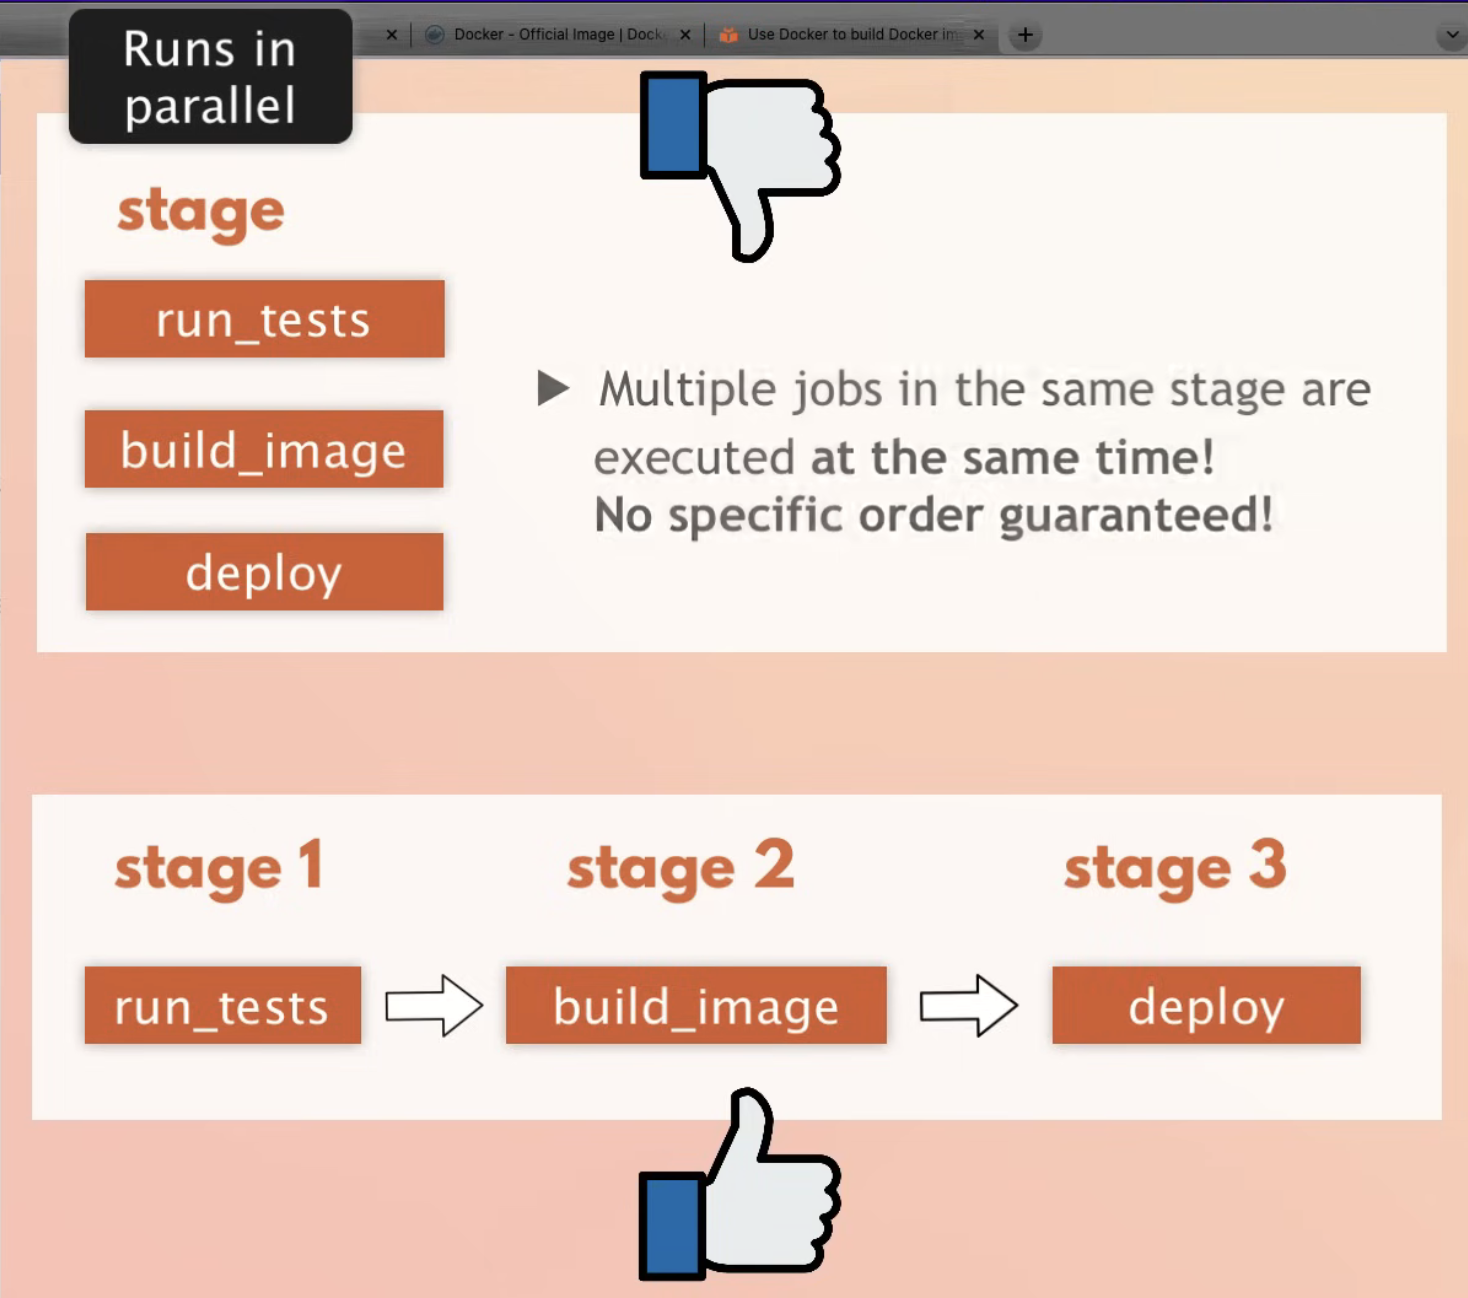 Runs in
parallel
Docker - Official Image | Dock
Use Docker to build Docker im
stage
run_tests
build_image
deploy
Multiple jobs in the same stage are
executed at the same time!
No specific order guaranteed!
stage 1
stage 2
stage 3
run_tests
build_image
deploy